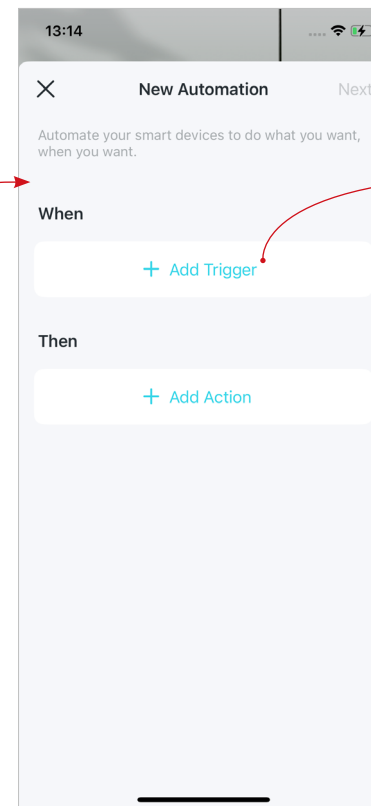 13:14
New Automation
Next
Automate your smart devices to do what you want,
when you want.
When
+ Add Trigger
Then
+ Add Action